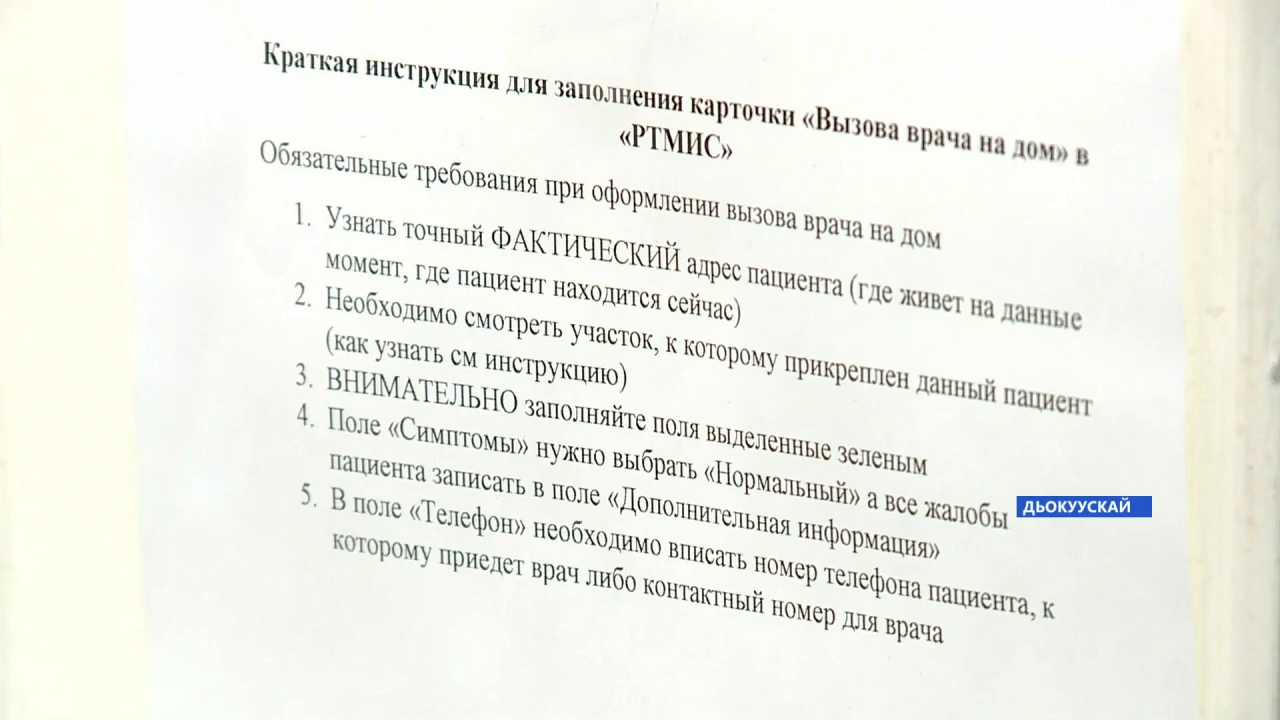 Краткая инструкция для заполнения карточки «Вызова врача на дом» в
«РТМИС»
Обязательные требования при оформлении вызова врача на дом
1. Узнать точный ФАКТИЧЕСКИЙ адрес пациента (где живет на данные
момент, где пациент находится сейчас)
2. Необходимо смотреть участок, к которому прикреплен данный пациент
(как узнать см инструкцию)
3. ВНИМАТЕЛЬНО заполняйте поля выделенные зеленым
4. Поле «Симптомы» нужно выбрать «Нормальный» а все жалобы
пациента записать в поле «Дополнительная информация»
5. В поле «Телефон» необходимо вписать номер телефона пациента, к
которому приедет врач либо контактный номер для врача
ДЬОКУУСКАЙ